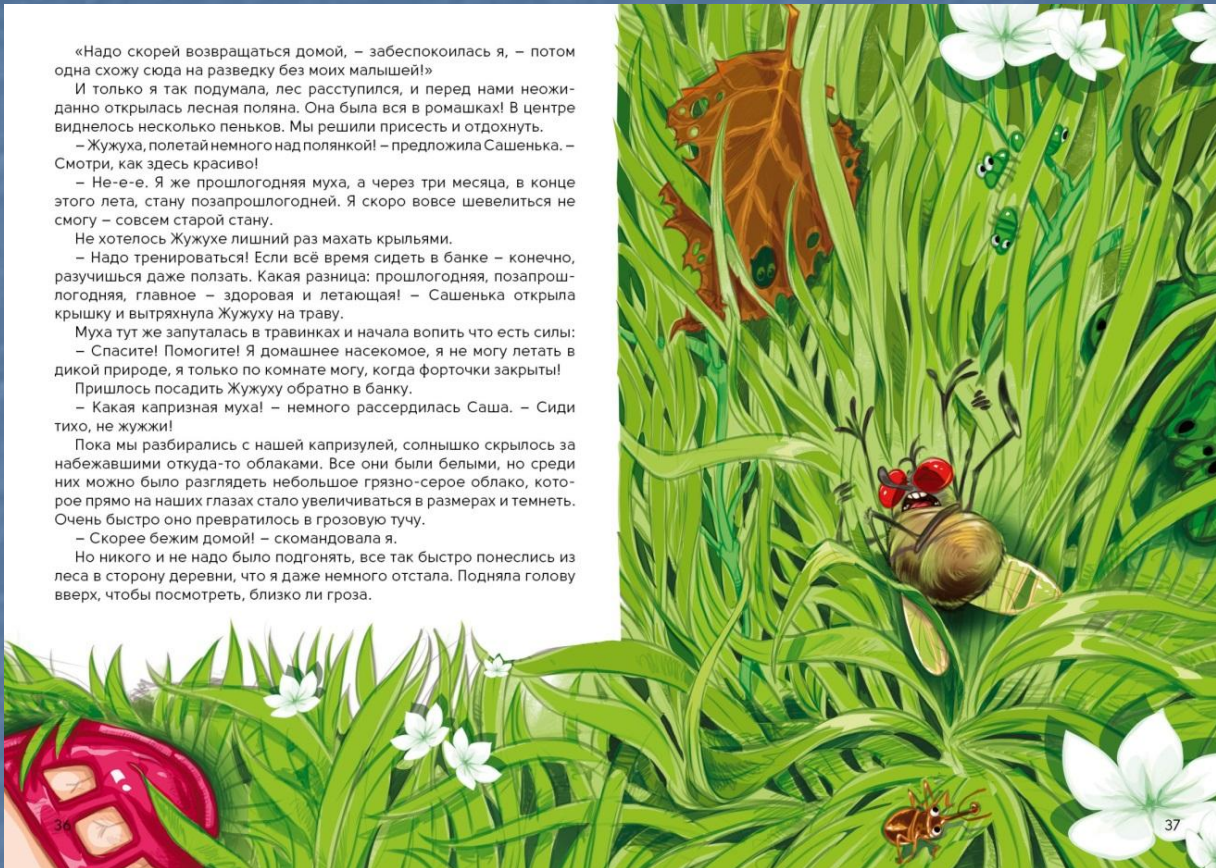 «Надо скорей возвращаться домой, – забеспокоилась я, – потом
одна схожу сюда на разведку без моих малышей!»
И только я так подумала, лес расступился, и перед нами неожи-
данно открылась лесная поляна. Она была вся в ромашках! В центре
виднелось несколько пеньков. Мы решили присесть и отдохнуть.
– Жужуха, полетай немного над полянкой! – предложила Сашенька. –
Смотри, как здесь красиво!
– Не-е-е. Я же прошлогодняя муха, а через три месяца, в конце
этого лета, стану позапрошлогодней. Я скоро вовсе шевелиться не
смогу – совсем старой стану.
Не хотелось Жужухе лишний раз махать крыльями.
– Надо тренироваться! Если всё время сидеть в банке – конечно,
разучишься даже ползать. Какая разница: прошлогодняя, позапрош-
логодняя, главное – здоровая и летающая! – Сашенька открыла
крышку и вытряхнула Жужуху на траву.
Муха тут же запуталась в травинках и начала вопить что есть силы:
– Спасите! Помогите! Я домашнее насекомое, я не могу летать в
дикой природе, я только по комнате могу, когда форточки закрыты!
Пришлось посадить Жужуху обратно в банку.
– Какая капризная муха! – немного рассердилась Саша. – Сиди
тихо, не жужжи!
Пока мы разбирались с нашей капризулей, солнышко скрылось за
набежавшими откуда-то облаками. Все они были белыми, но среди
них можно было разглядеть небольшое грязно-серое облако, кото-
рое прямо на наших глазах стало увеличиваться в размерах и темнеть.
Очень быстро оно превратилось в грозовую тучу.
– Скорее бежим домой! – скомандовала я.
Но никого и не надо было подгонять, все так быстро понеслись из
леса в сторону деревни, что я даже немного отстала. Подняла голову
вверх, чтобы посмотреть, близко ли гроза.
36
37